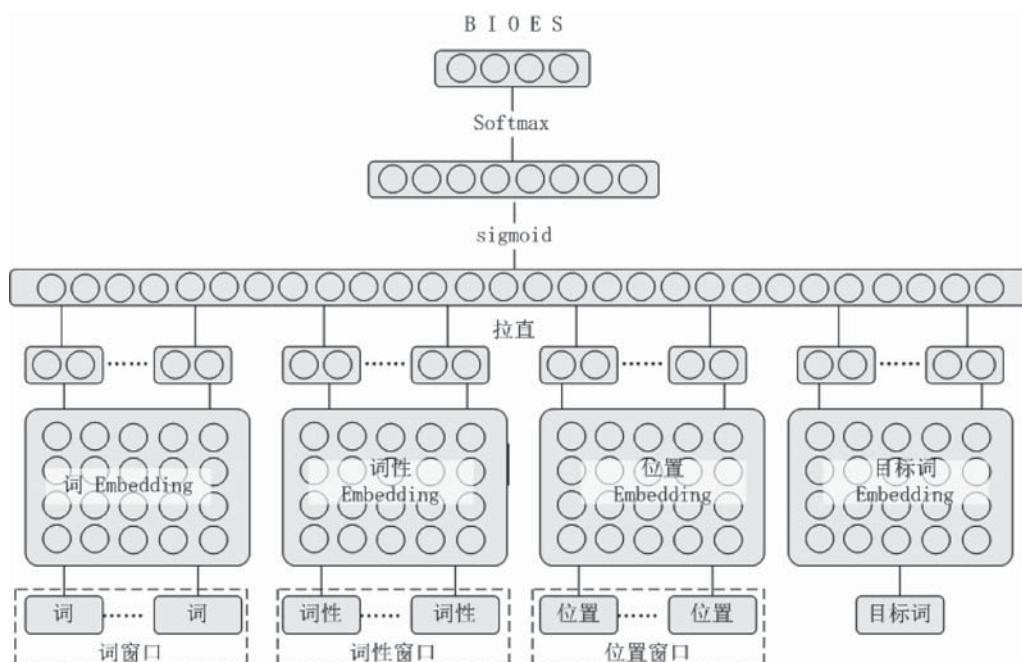 B I O E S
Softmax
sigmoid
拉直
词 Embedding
词性
Embedding
位置
Embedding
目标词
Embedding
词 …… 词
词性 …… 词性
位置 …… 位置
目标词
词窗口
词性窗口
位置窗口